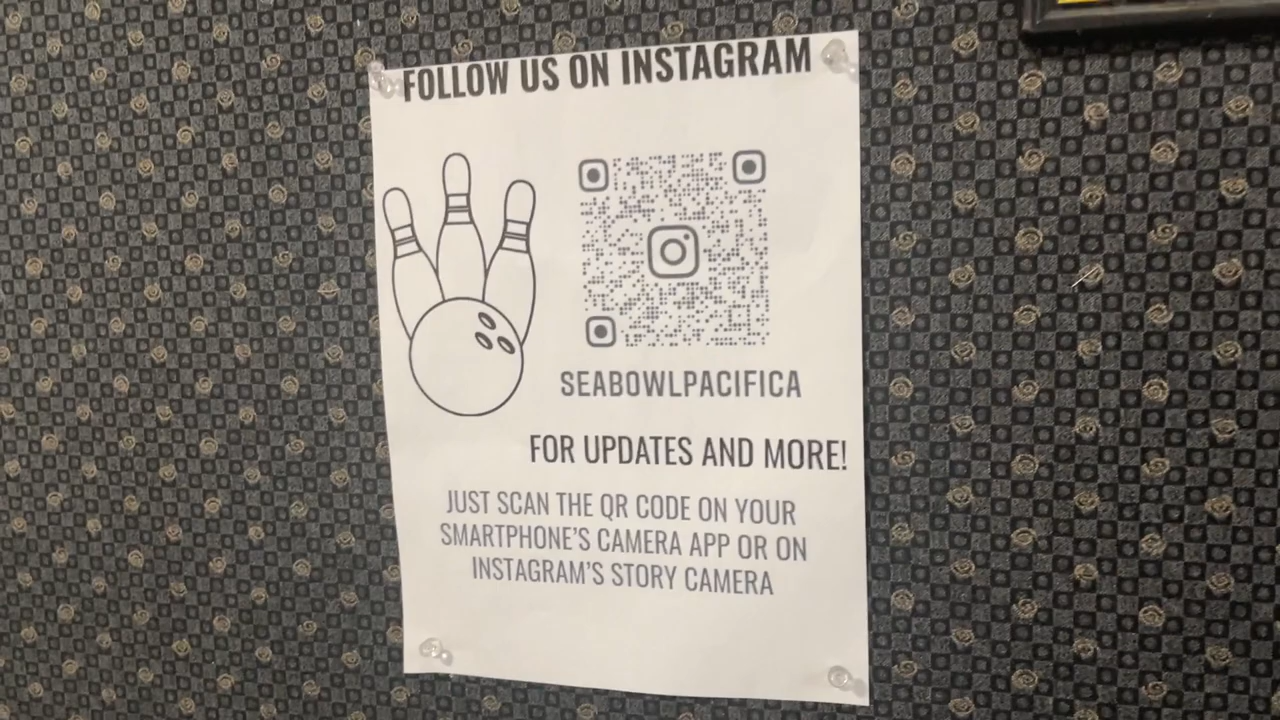 FOLLOW US ON INSTAGRAM
SEABOWLPACIFICA
FOR UPDATES AND MORE!
JUST SCAN THE QR CODE ON YOUR
SMARTPHONE'S CAMERA APP OR ON
INSTAGRAM'S STORY CAMERA